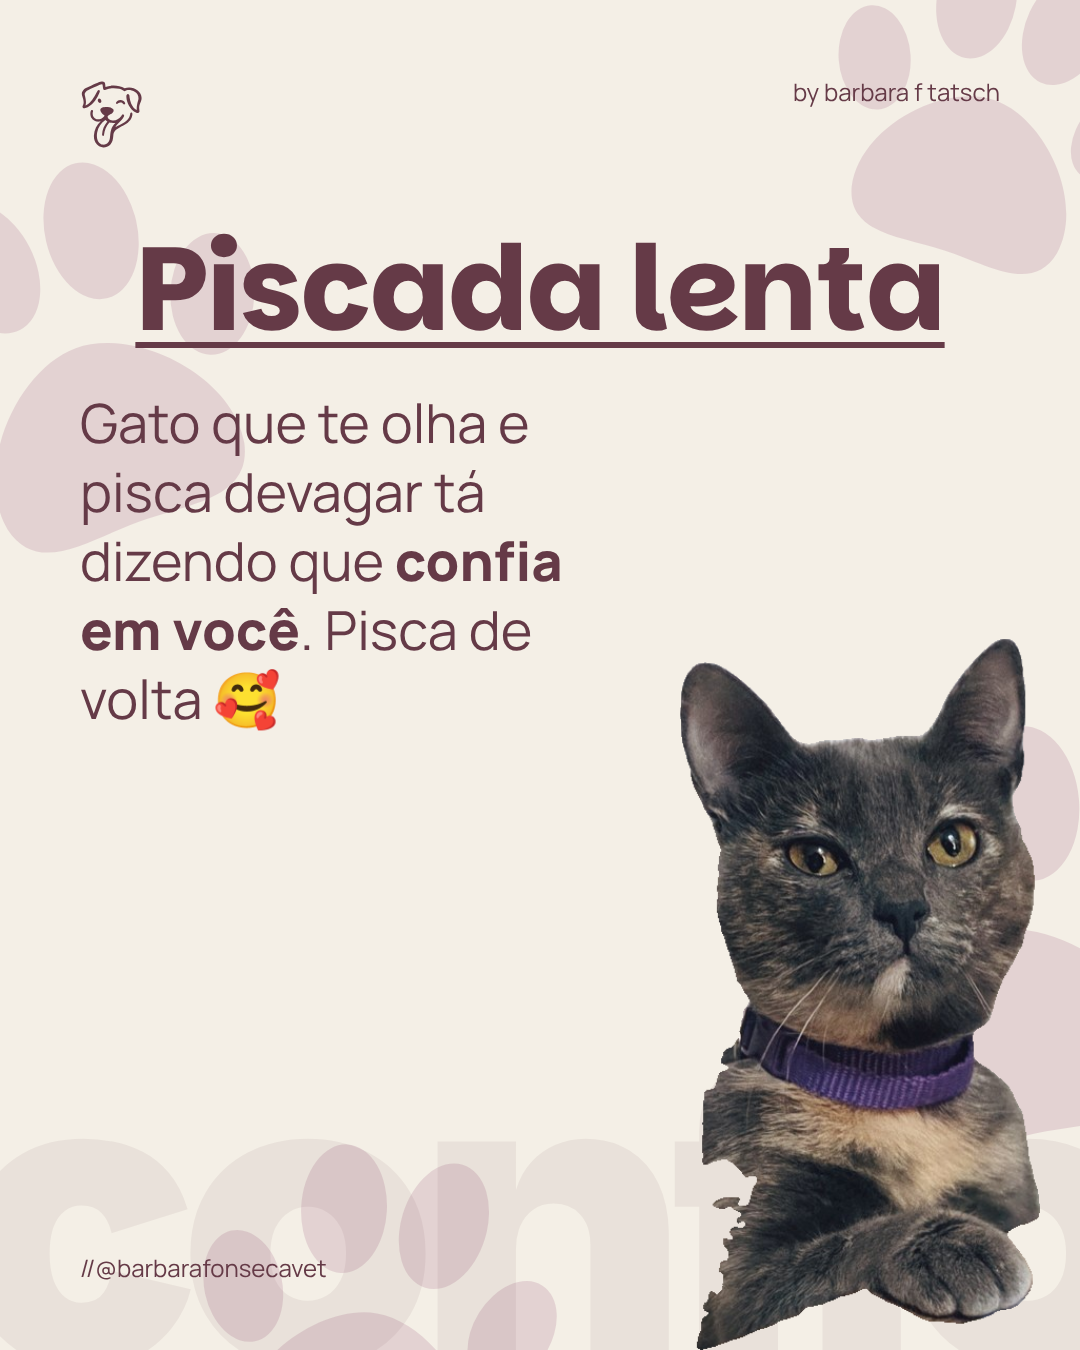 by barbara f tatsch
Piscada lenta
Gato que te olha e
pisca devagar tá
dizendo que confia
em você. Pisca de
volta 🥰
conf
//@barbarafonsecavet